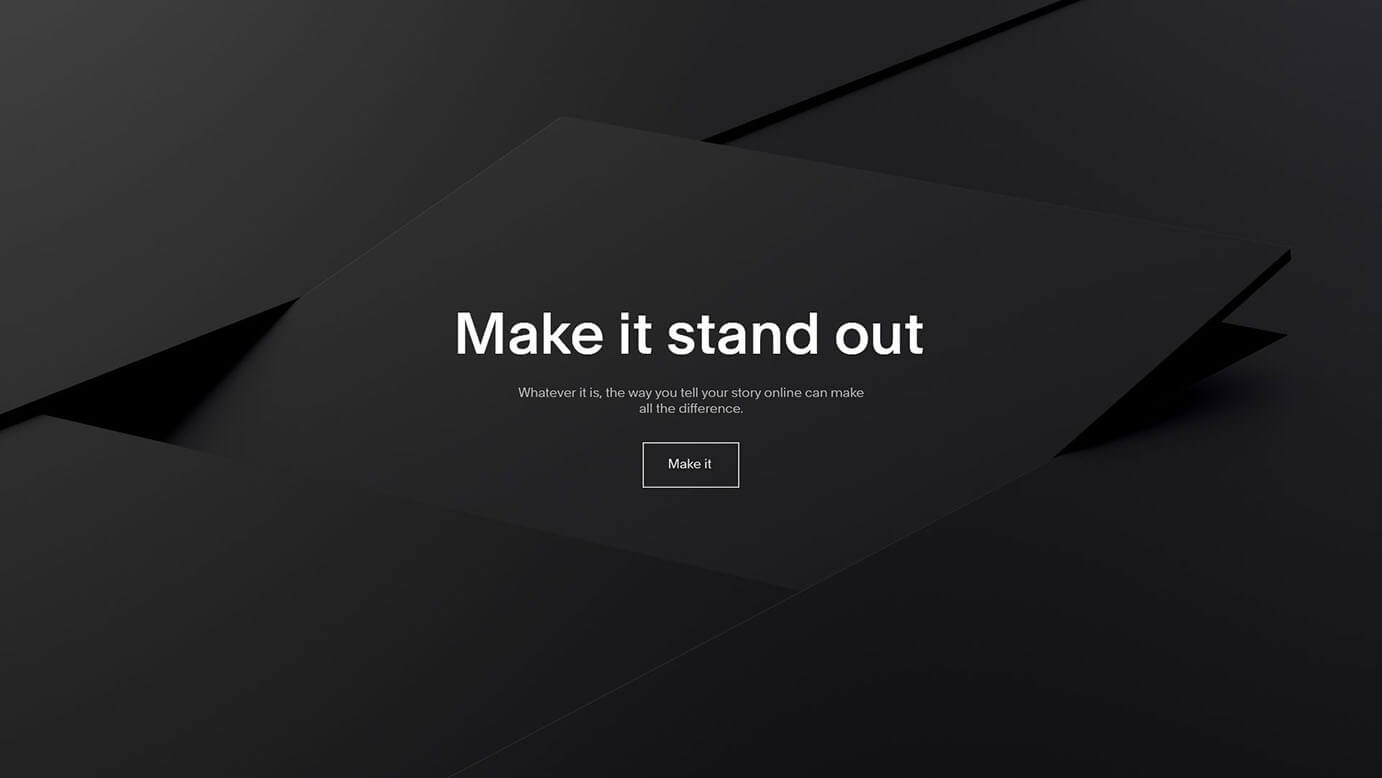 Make it stand out
Whatever it is, the way you tell your story online can make
all the difference.
Make it